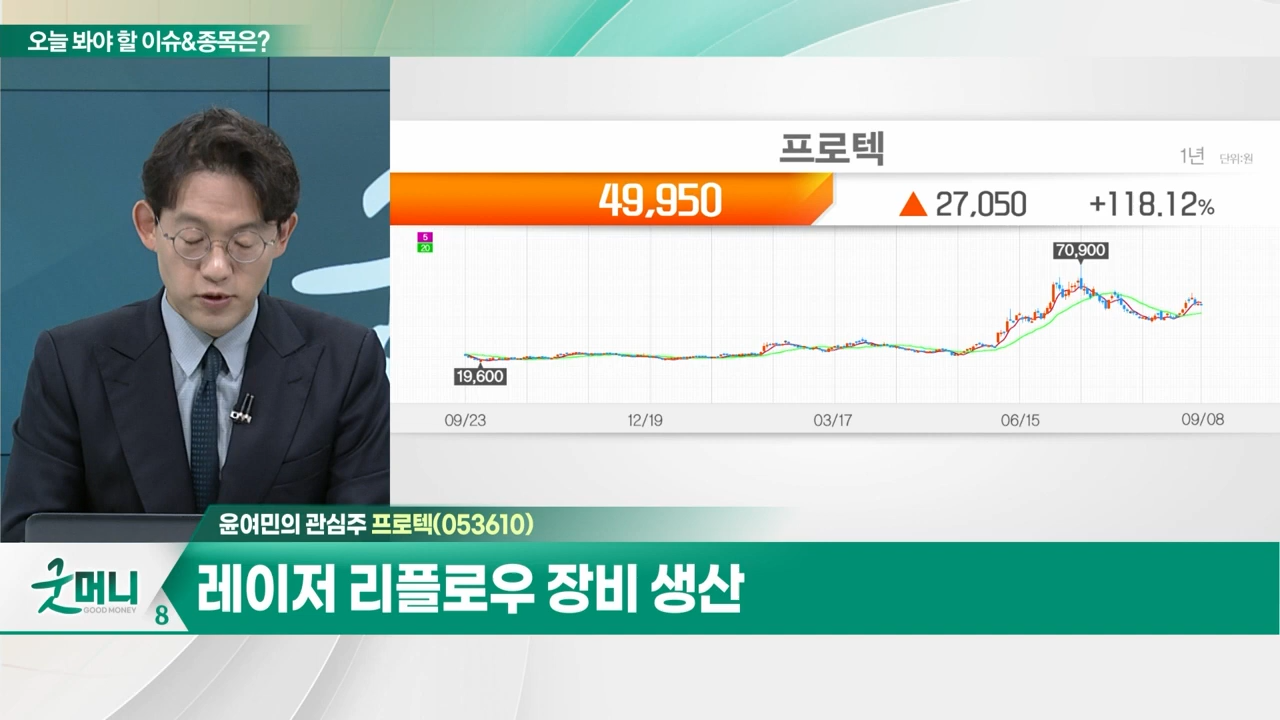 오늘 봐야 할 이슈&종목은?
프로텍
1년 단위:원
49,950 ▲ 27,050 +118.12%
5
20
70,900
19,600
09/23 12/19 03/17 06/15 09/08
윤여민의 관심주 프로텍(053610)
레이저 리플로우 장비 생산
굿머니
GOOD MONEY
8